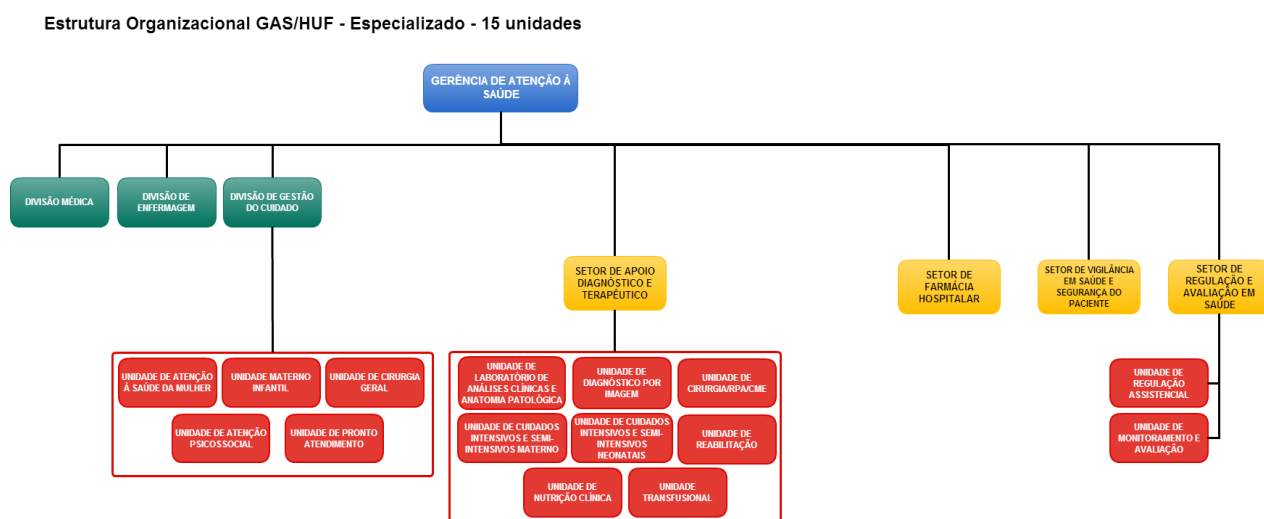 Estrutura Organizacional GAS/HUF - Especializado - 15 unidades
GERÊNCIA DE ATENÇÃO À
SAÚDE
DIVISÃO MÉDICA
DIVISÃO DE
ENFERMAGEM
DIVISÃO DE GESTÃO
DO CUIDADO
SETOR DE APOIO
DIAGNÓSTICO E
TERAPÊUTICO
SETOR DE
FARMÁCIA
HOSPITALAR
SETOR DE VIGILÂNCIA
EM SAÚDE E
SEGURANÇA DO
PACIENTE
SETOR DE
REGULAÇÃO E
AVALIAÇÃO EM
SAÚDE
UNIDADE DE ATENÇÃO
À SAÚDE DA MULHER
UNIDADE MATERNO
INFANTIL
UNIDADE DE CIRURGIA
GERAL
UNIDADE DE ATENÇÃO
PSICOSSOCIAL
UNIDADE DE PRONTO
ATENDIMENTO
UNIDADE DE
LABORATÓRIO DE
ANÁLISES CLÍNICAS E
ANATOMIA PATOLÓGICA
UNIDADE DE
DIAGNÓSTICO POR
IMAGEM
UNIDADE DE
CIRURGIA/RPA/CME
UNIDADE DE CUIDADOS
INTENSIVOS E SEMI-
INTENSIVOS MATERNO
UNIDADE DE CUIDADOS
INTENSIVOS E SEMI-
INTENSIVOS
NEONATAIS
UNIDADE DE
REABILITAÇÃO
UNIDADE DE
NUTRIÇÃO CLÍNICA
UNIDADE
TRANSFUSIONAL
UNIDADE DE
REGULAÇÃO
ASSISTENCIAL
UNIDADE DE
MONITORAMENTO E
AVALIAÇÃO